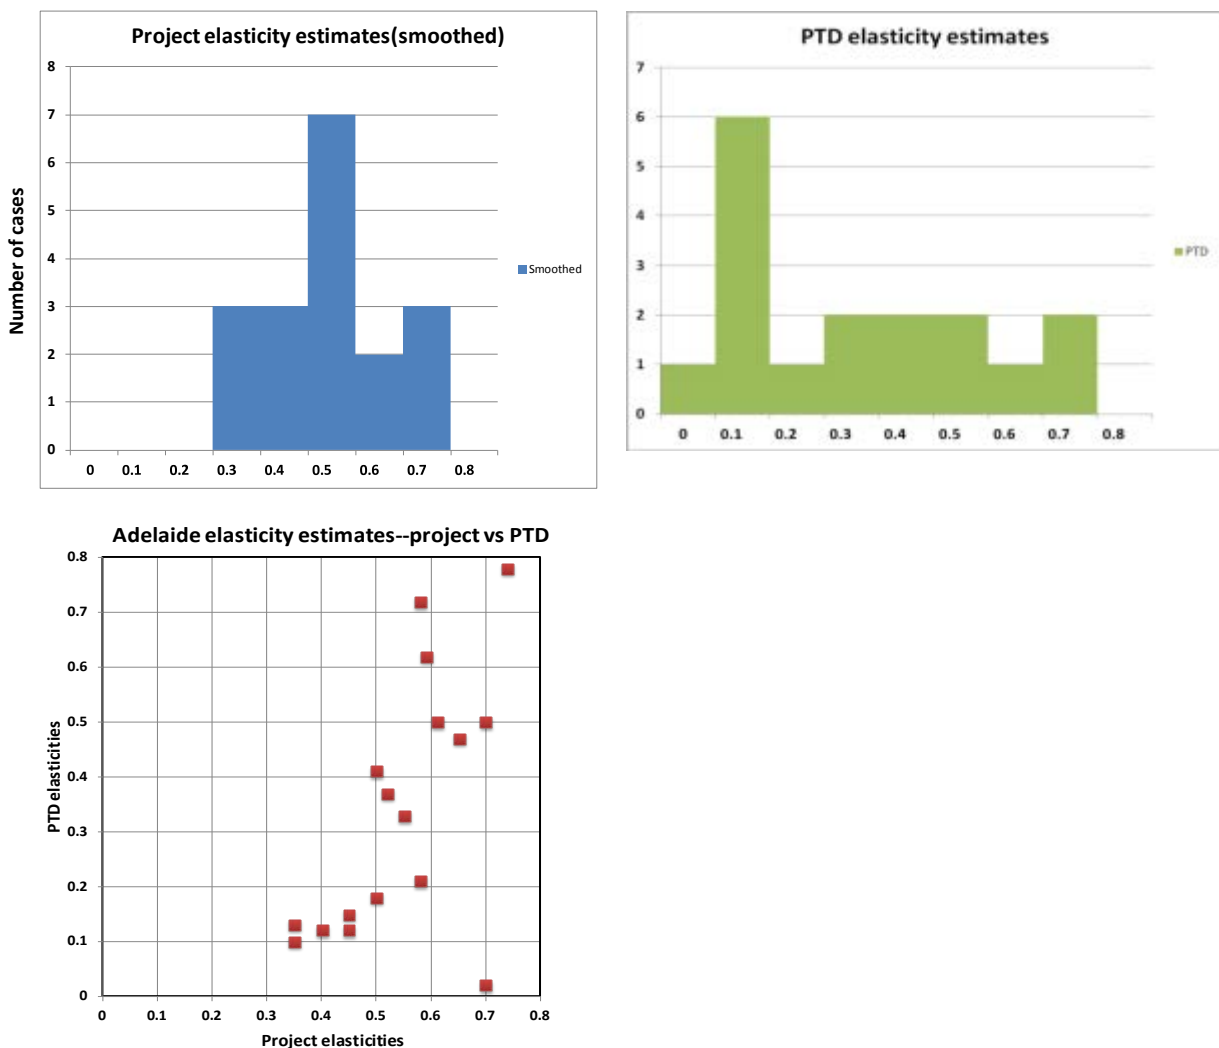 Project elasticity estimates(smoothed)
8
7
6
5
4
3
2
1
0
Number of cases
0 0.1 0.2 0.3 0.4 0.5 0.6 0.7 0.8
Smoothed
PTD elasticity estimates
7
6
5
4
3
2
1
0
0 0.1 0.2 0.3 0.4 0.5 0.6 0.7 0.8
PTD
Adelaide elasticity estimates--project vs PTD
0.8
0.7
0.6
0.5
0.4
0.3
0.2
0.1
0
PTD elasticities
0 0.1 0.2 0.3 0.4 0.5 0.6 0.7 0.8
Project elasticities